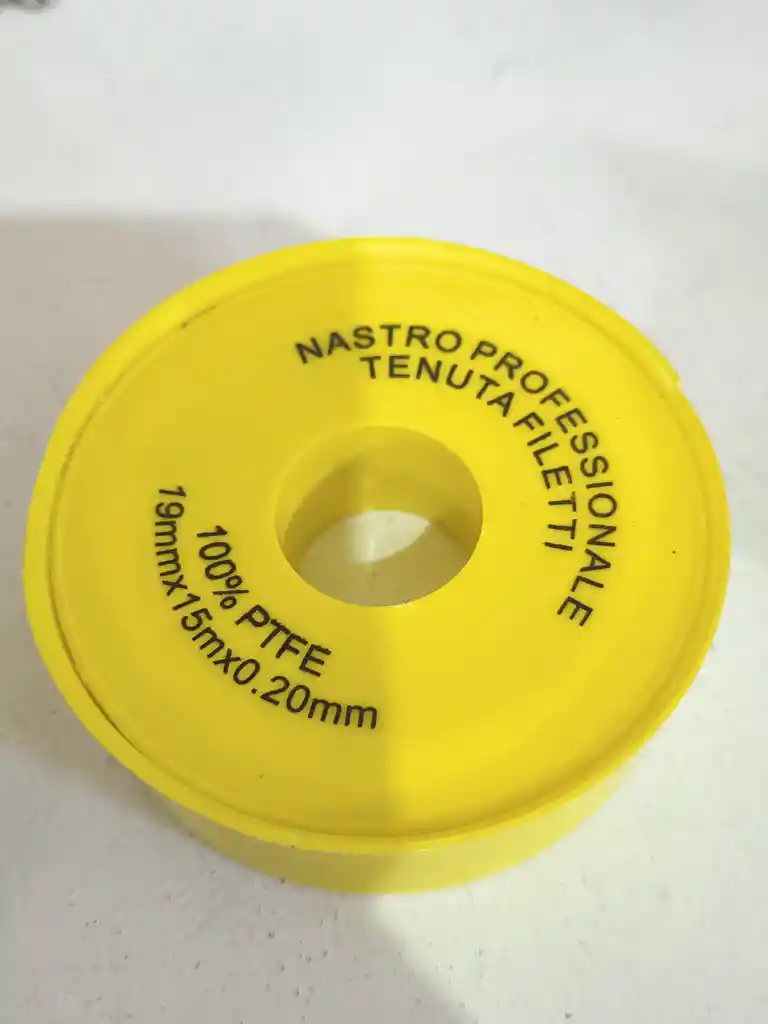 NASTRO PROFESSIONALE
TENUTA FILETTI
100% PTFE
19mmx15mx0.20mm